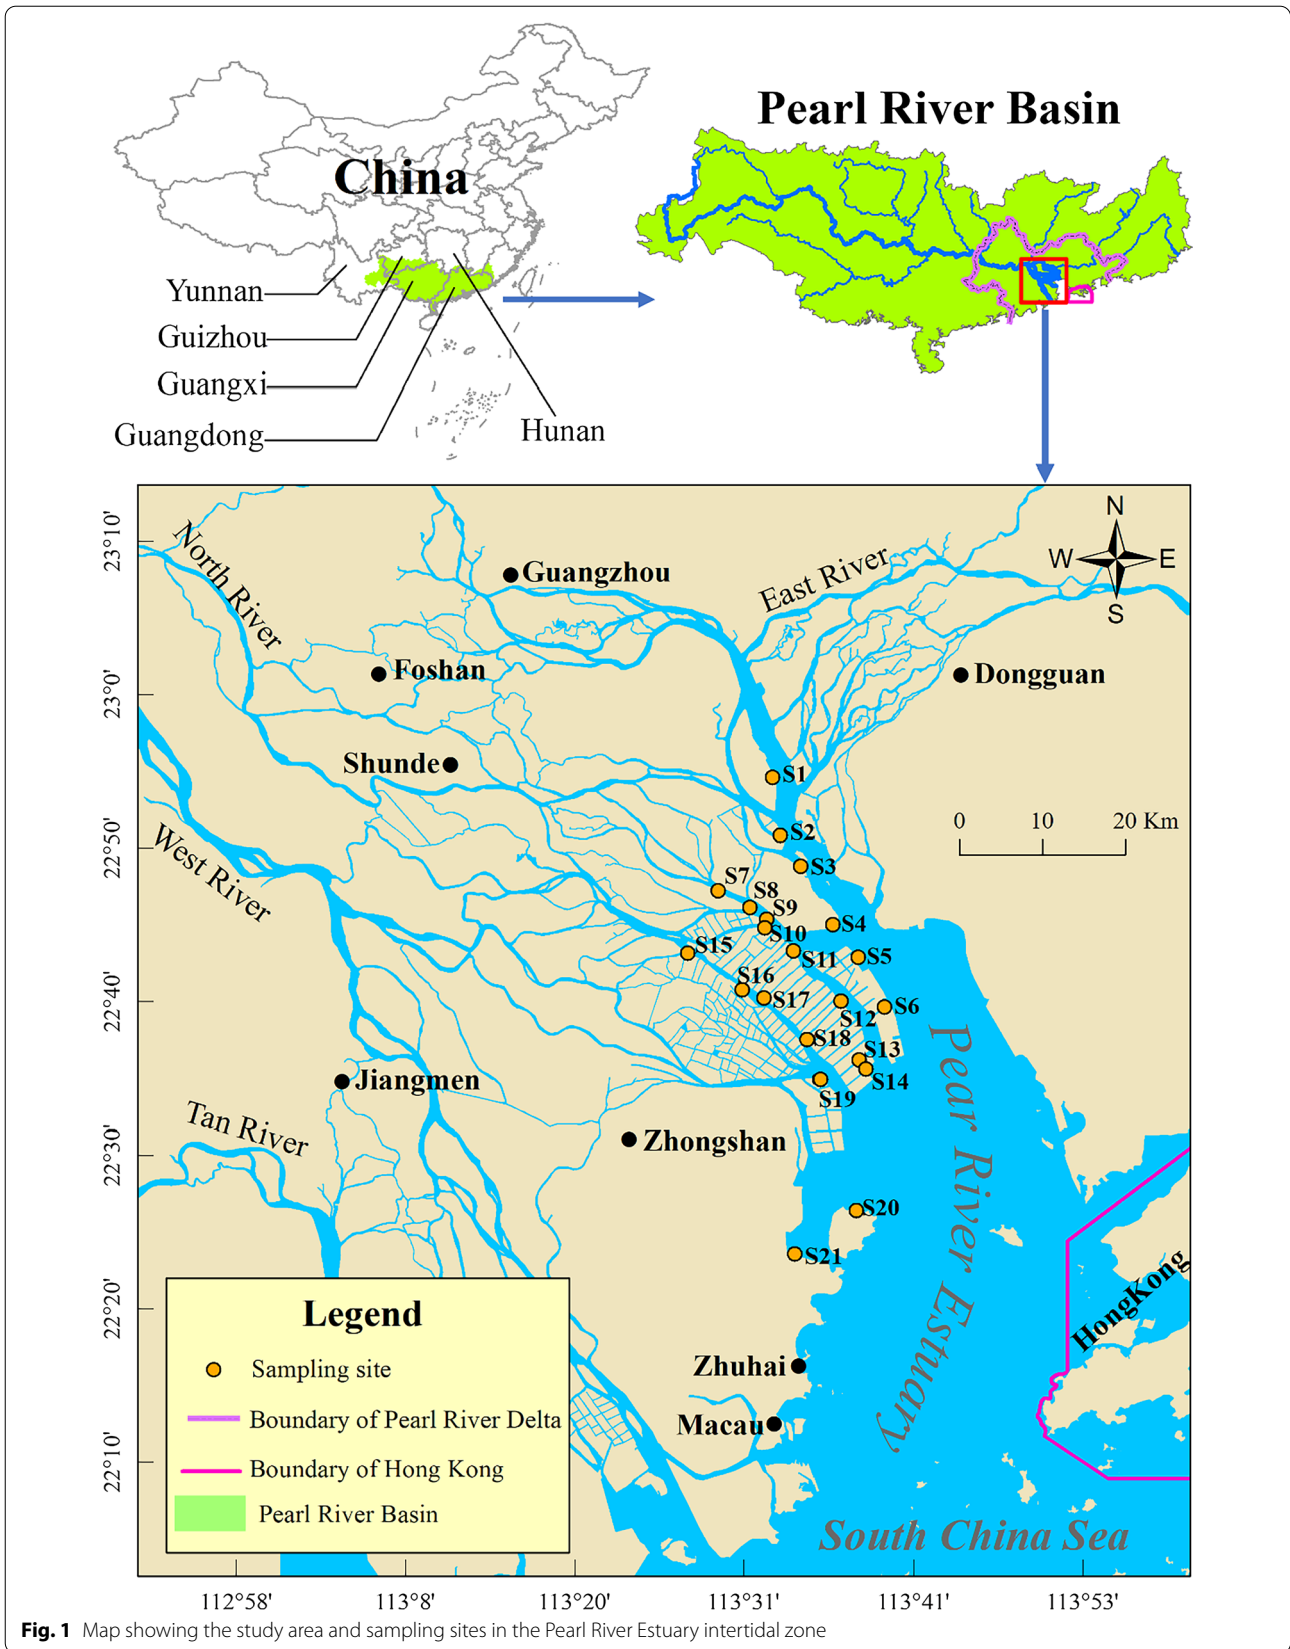 China
Pearl River Basin
Yunnan
Guizhou
Guangxi
Guangdong
Hunan
23°10'
23°0'
22°50'
22°40'
22°30'
22°20'
22°10'
N
W E
S
North River
Guangzhou
East River
Foshan
Dongguan
Shunde
S1
0 10 20 Km
S2
West River
S3
S7
S8
S9
S4
S10
S15
S11
S5
S16
S17
S6
S12
S18
S13
S14
Jiangmen
S19
Tan River
Zhongshan
Pearl River Estuary
S20
S21
HongKong
Legend
Sampling site
Boundary of Pearl River Delta
Boundary of Hong Kong
Pearl River Basin
Zhuhai
Macau
South China Sea
112°58' 113°8' 113°20' 113°31' 113°41' 113°53'
Fig. 1 Map showing the study area and sampling sites in the Pearl River Estuary intertidal zone